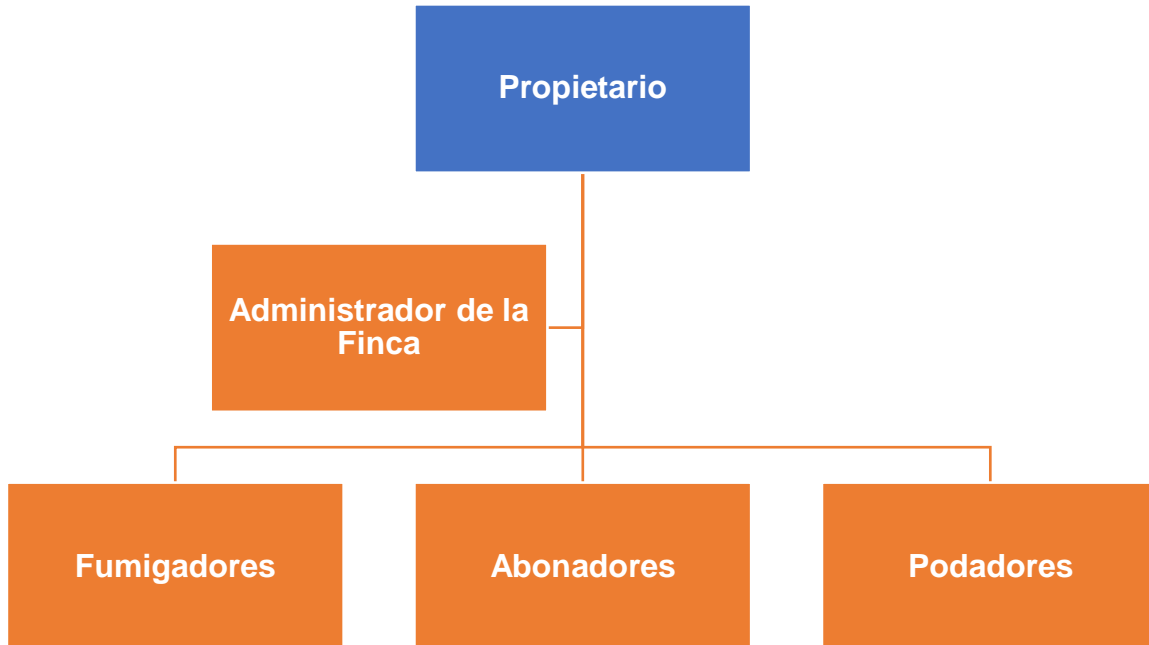 Propietario
Administrador de la
Finca
Fumigadores
Abonadores
Podadores